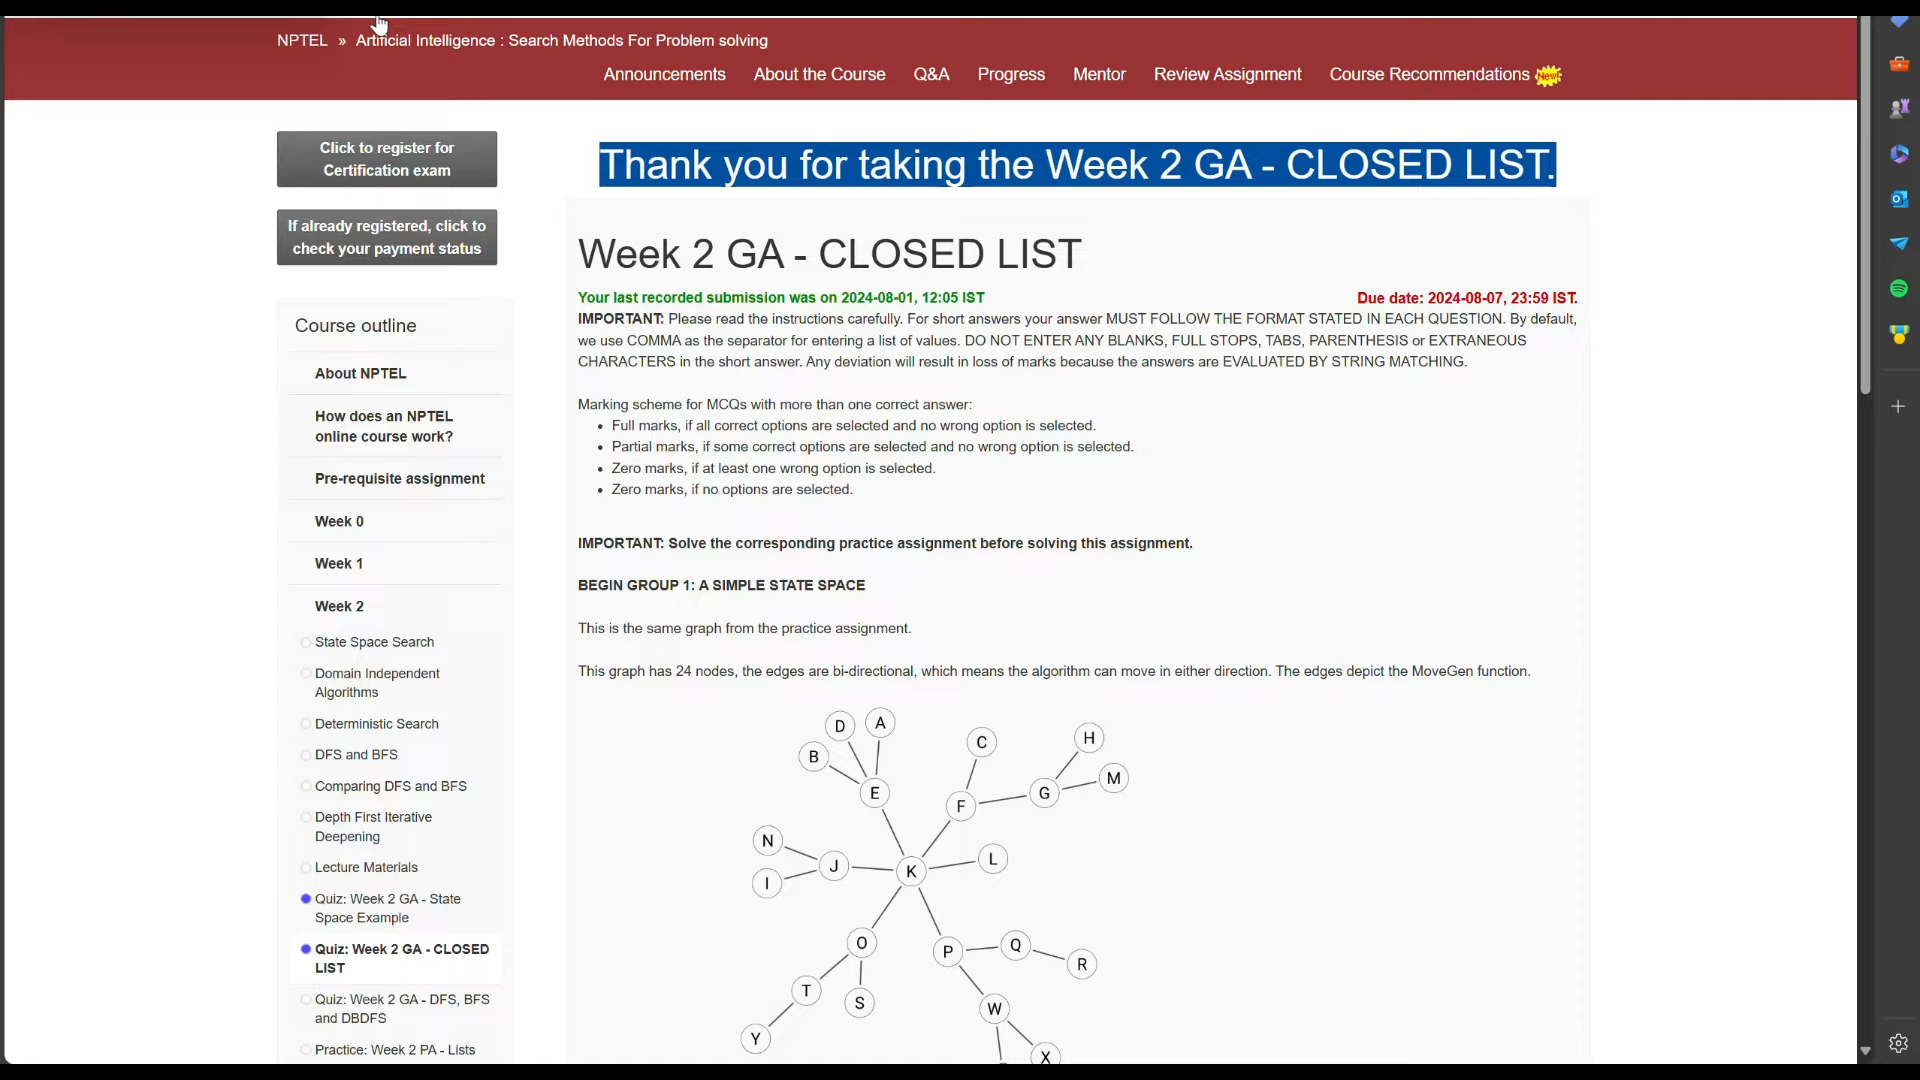 NPTEL » Artificial Intelligence : Search Methods For Problem solving
Announcements About the Course Q&A Progress Mentor Review Assignment Course Recommendations New!
Click to register for
Certification exam
If already registered, click to
check your payment status
Course outline
About NPTEL
How does an NPTEL
online course work?
Pre-requisite assignment
Week 0
Week 1
Week 2
State Space Search
Domain Independent
Algorithms
Deterministic Search
DFS and BFS
Comparing DFS and BFS
Depth First Iterative
Deepening
Lecture Materials
Quiz: Week 2 GA - State
Space Example
Quiz: Week 2 GA - CLOSED
LIST
Quiz: Week 2 GA - DFS, BFS
and DBDFS
Practice: Week 2 PA - Lists
Thank you for taking the Week 2 GA - CLOSED LIST.
Week 2 GA - CLOSED LIST
Your last recorded submission was on 2024-08-01, 12:05 IST Due date: 2024-08-07, 23:59 IST.
IMPORTANT: Please read the instructions carefully. For short answers your answer MUST FOLLOW THE FORMAT STATED IN EACH QUESTION. By default,
we use COMMA as the separator for entering a list of values. DO NOT ENTER ANY BLANKS, FULL STOPS, TABS, PARENTHESIS or EXTRANEOUS
CHARACTERS in the short answer. Any deviation will result in loss of marks because the answers are EVALUATED BY STRING MATCHING.
Marking scheme for MCQs with more than one correct answer:
• Full marks, if all correct options are selected and no wrong option is selected.
• Partial marks, if some correct options are selected and no wrong option is selected.
• Zero marks, if at least one wrong option is selected.
• Zero marks, if no options are selected.
IMPORTANT: Solve the corresponding practice assignment before solving this assignment.
BEGIN GROUP 1: A SIMPLE STATE SPACE
This is the same graph from the practice assignment.
This graph has 24 nodes, the edges are bi-directional, which means the algorithm can move in either direction. The edges depict the MoveGen function.
D A
C H
B
M
E F G
N
J K L
I
O P Q R
T S W
Y X